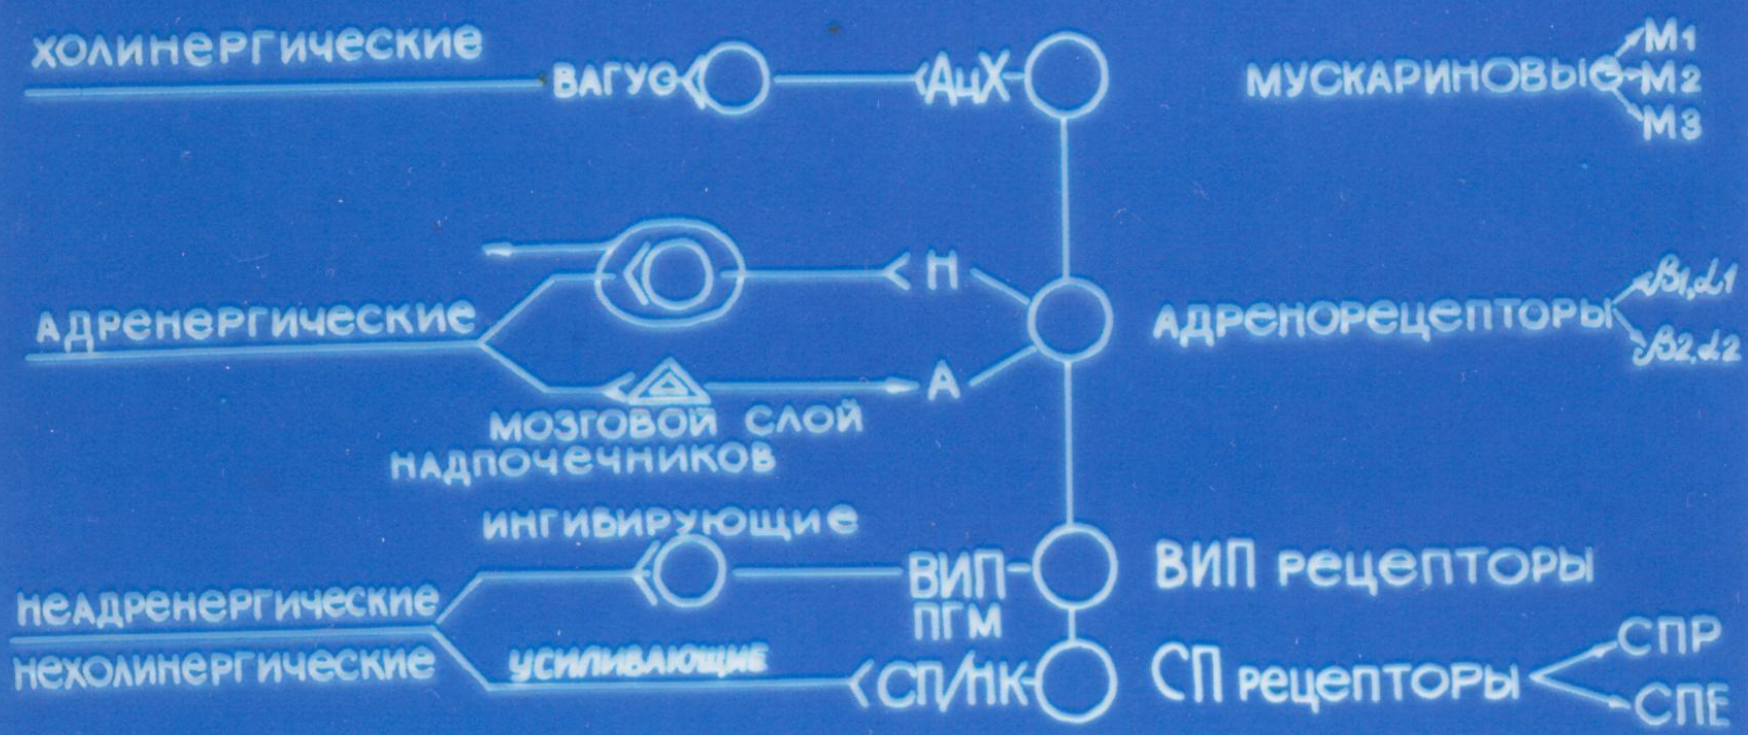 ХОЛИНЕРГИЧЕСКИЕ
ВАГУС
АцХ
МУСКАРИНОВЫЕ
М1
М2
М3
АДРЕНЕРГИЧЕСКИЕ
Н
А
МОЗГОВОЙ СЛОЙ
НАДПОЧЕЧНИКОВ
АДРЕНОРЕЦЕПТОРЫ
β1,α1
β2,α2
НЕАДРЕНЕРГИЧЕСКИЕ
НЕХОЛИНЕРГИЧЕСКИЕ
ИНГИБИРУЮЩИЕ
ВИП
ПГМ
ВИП РЕЦЕПТОРЫ
УСИЛИВАЮЩИЕ
СП/НК
СП РЕЦЕПТОРЫ
СПР
СПЕ